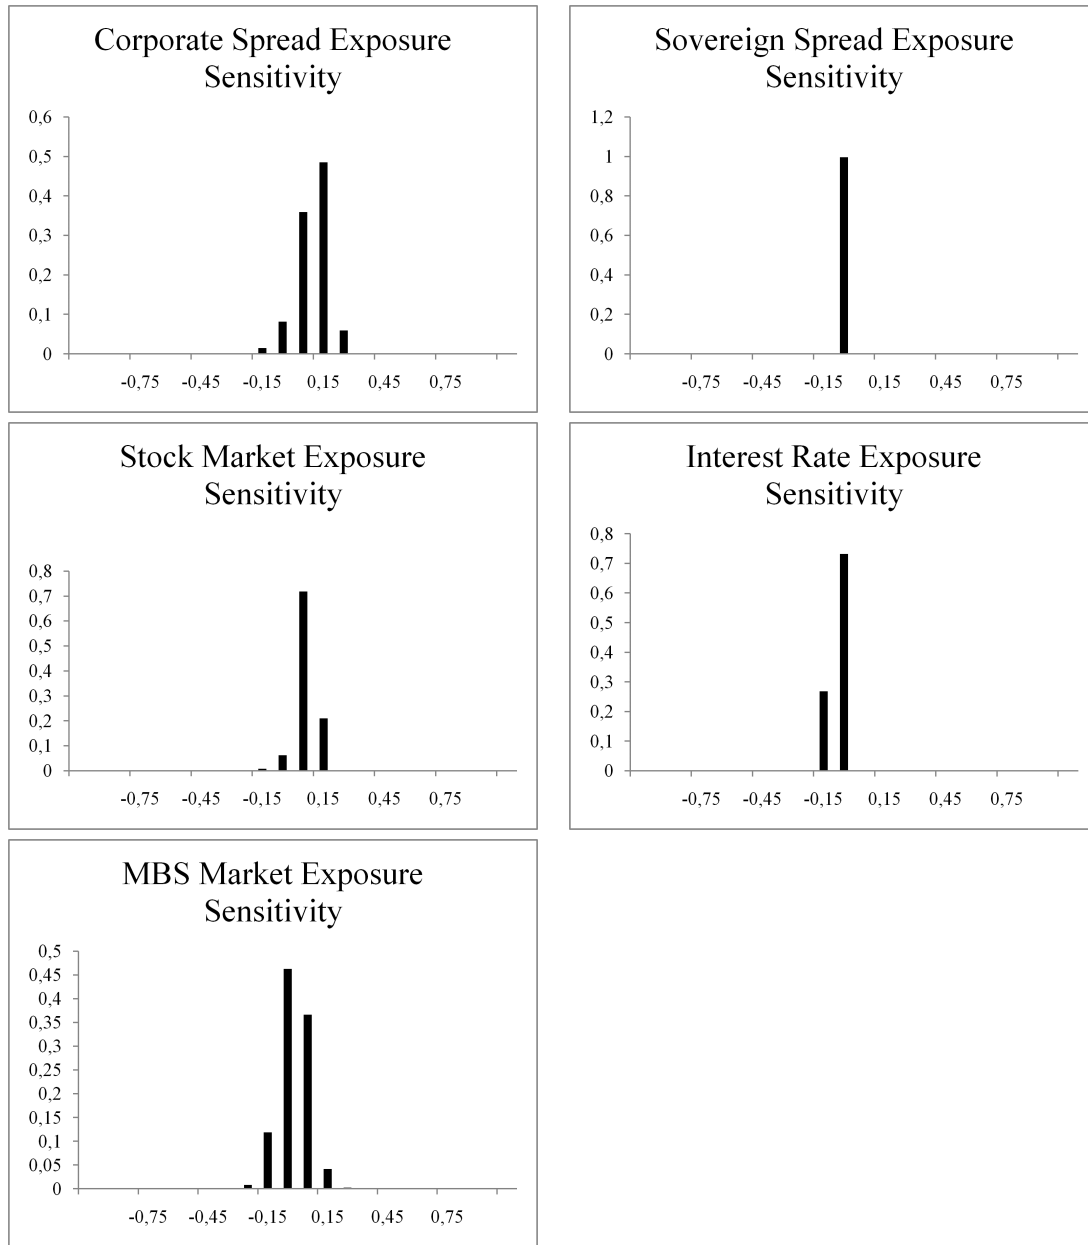 Corporate Spread Exposure
Sensitivity
0,6
0,5
0,4
0,3
0,2
0,1
0
-0,75 -0,45 -0,15 0,15 0,45 0,75
Sovereign Spread Exposure
Sensitivity
1,2
1
0,8
0,6
0,4
0,2
0
-0,75 -0,45 -0,15 0,15 0,45 0,75
Stock Market Exposure
Sensitivity
0,8
0,7
0,6
0,5
0,4
0,3
0,2
0,1
0
-0,75 -0,45 -0,15 0,15 0,45 0,75
Interest Rate Exposure
Sensitivity
0,8
0,7
0,6
0,5
0,4
0,3
0,2
0,1
0
-0,75 -0,45 -0,15 0,15 0,45 0,75
MBS Market Exposure
Sensitivity
0,5
0,45
0,4
0,35
0,3
0,25
0,2
0,15
0,1
0,05
0
-0,75 -0,45 -0,15 0,15 0,45 0,75